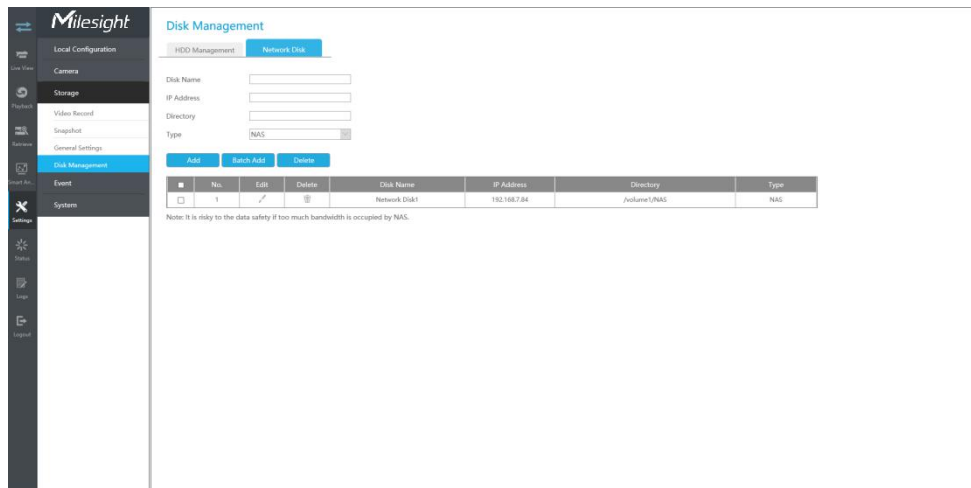 Milesight
Live View
Playback
Retrieve
Smart An...
Settings
Status
Logs
Logout
Local Configuration
Camera
Storage
Video Record
Snapshot
General Settings
Disk Management
Event
System
Disk Management
HDD Management Network Disk
Disk Name
IP Address
Directory
Type NAS
Add Batch Add Delete
No. Edit Delete Disk Name IP Address Directory Type
1 Network Disk1 192.168.7.84 /volume1/NAS NAS
Note: It is risky to the data safety if too much bandwidth is occupied by NAS.